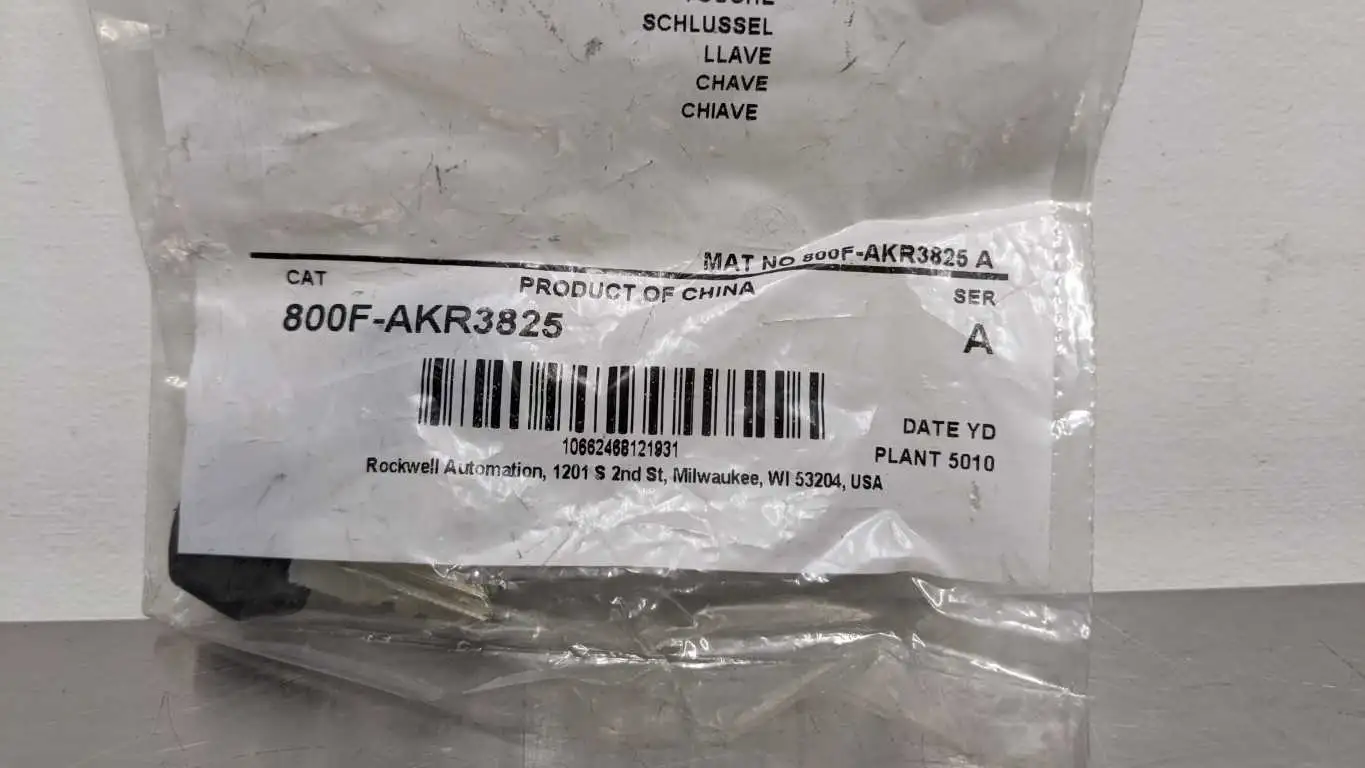 SCHLUSSEL
LLAVE
CHAVE
CHIAVE
MAT NO 800F-AKR3825 A
CAT
PRODUCT OF CHINA
SER
800F-AKR3825
A
DATE YD
PLANT 5010
10662468121931
Rockwell Automation, 1201 S 2nd St, Milwaukee, WI 53204, USA